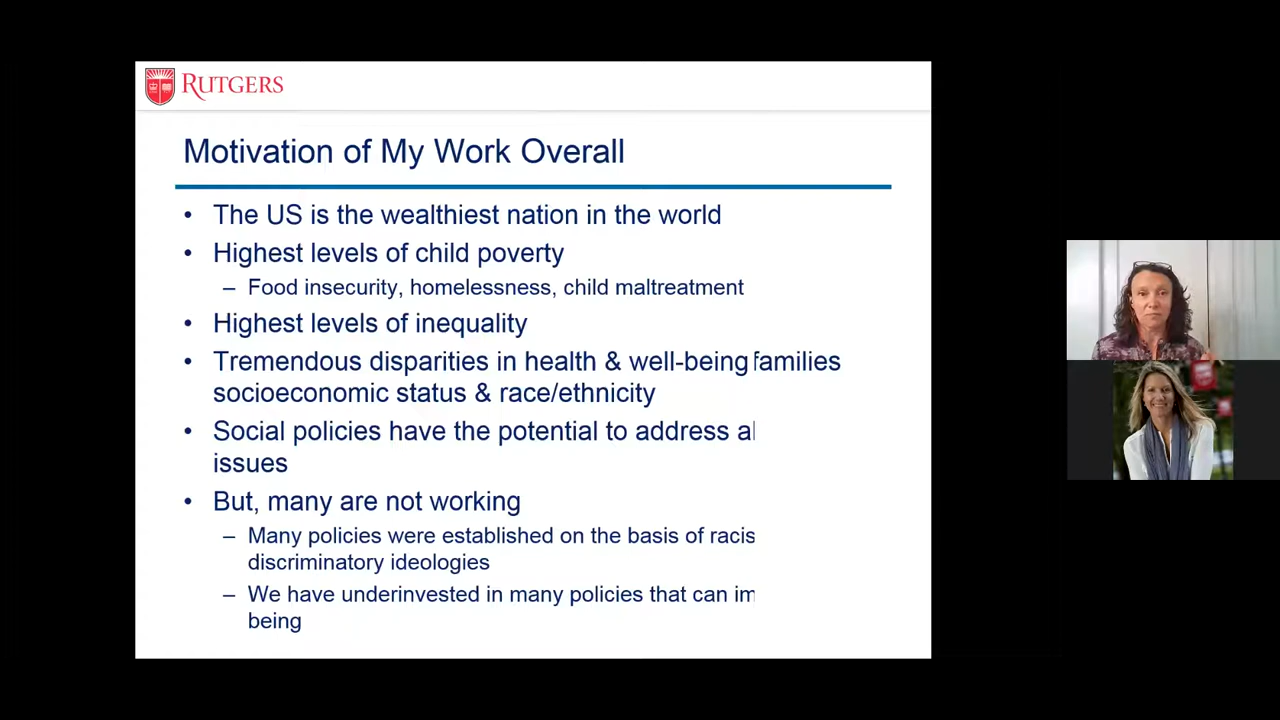 RUTGERS
Motivation of My Work Overall
• The US is the wealthiest nation in the world
• Highest levels of child poverty
– Food insecurity, homelessness, child maltreatment
• Highest levels of inequality
• Tremendous disparities in health & well-being families
socioeconomic status & race/ethnicity
• Social policies have the potential to address
issues
• But, many are not working
– Many policies were established on the basis of
discriminatory ideologies
– We have underinvested in many policies that can
being